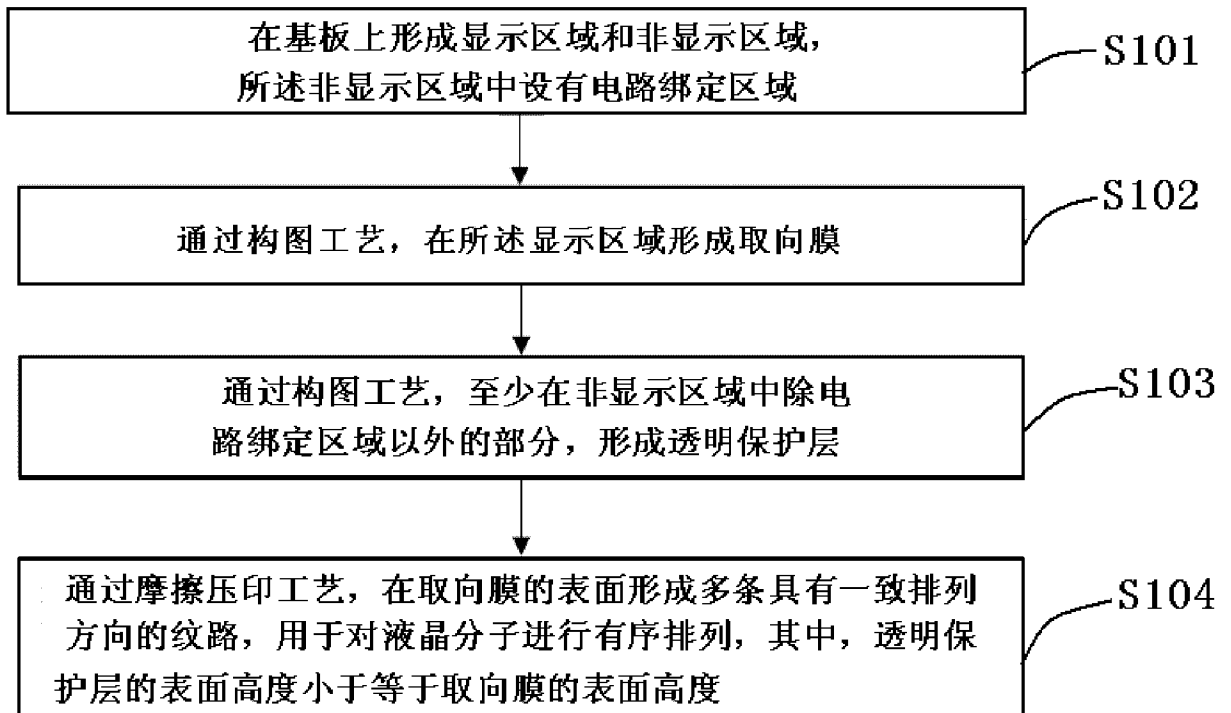 在基板上形成显示区域和非显示区域，
所述非显示区域中设有电路绑定区域
S101
通过构图工艺，在所述显示区域形成取向膜
S102
通过构图工艺，至少在非显示区域中除电
路绑定区域以外的部分，形成透明保护层
S103
通过摩擦压印工艺，在取向膜的表面形成多条具有一致排列
方向的纹路，用于对液晶分子进行有序排列，其中，透明保
护层的表面高度小于等于取向膜的表面高度
S104